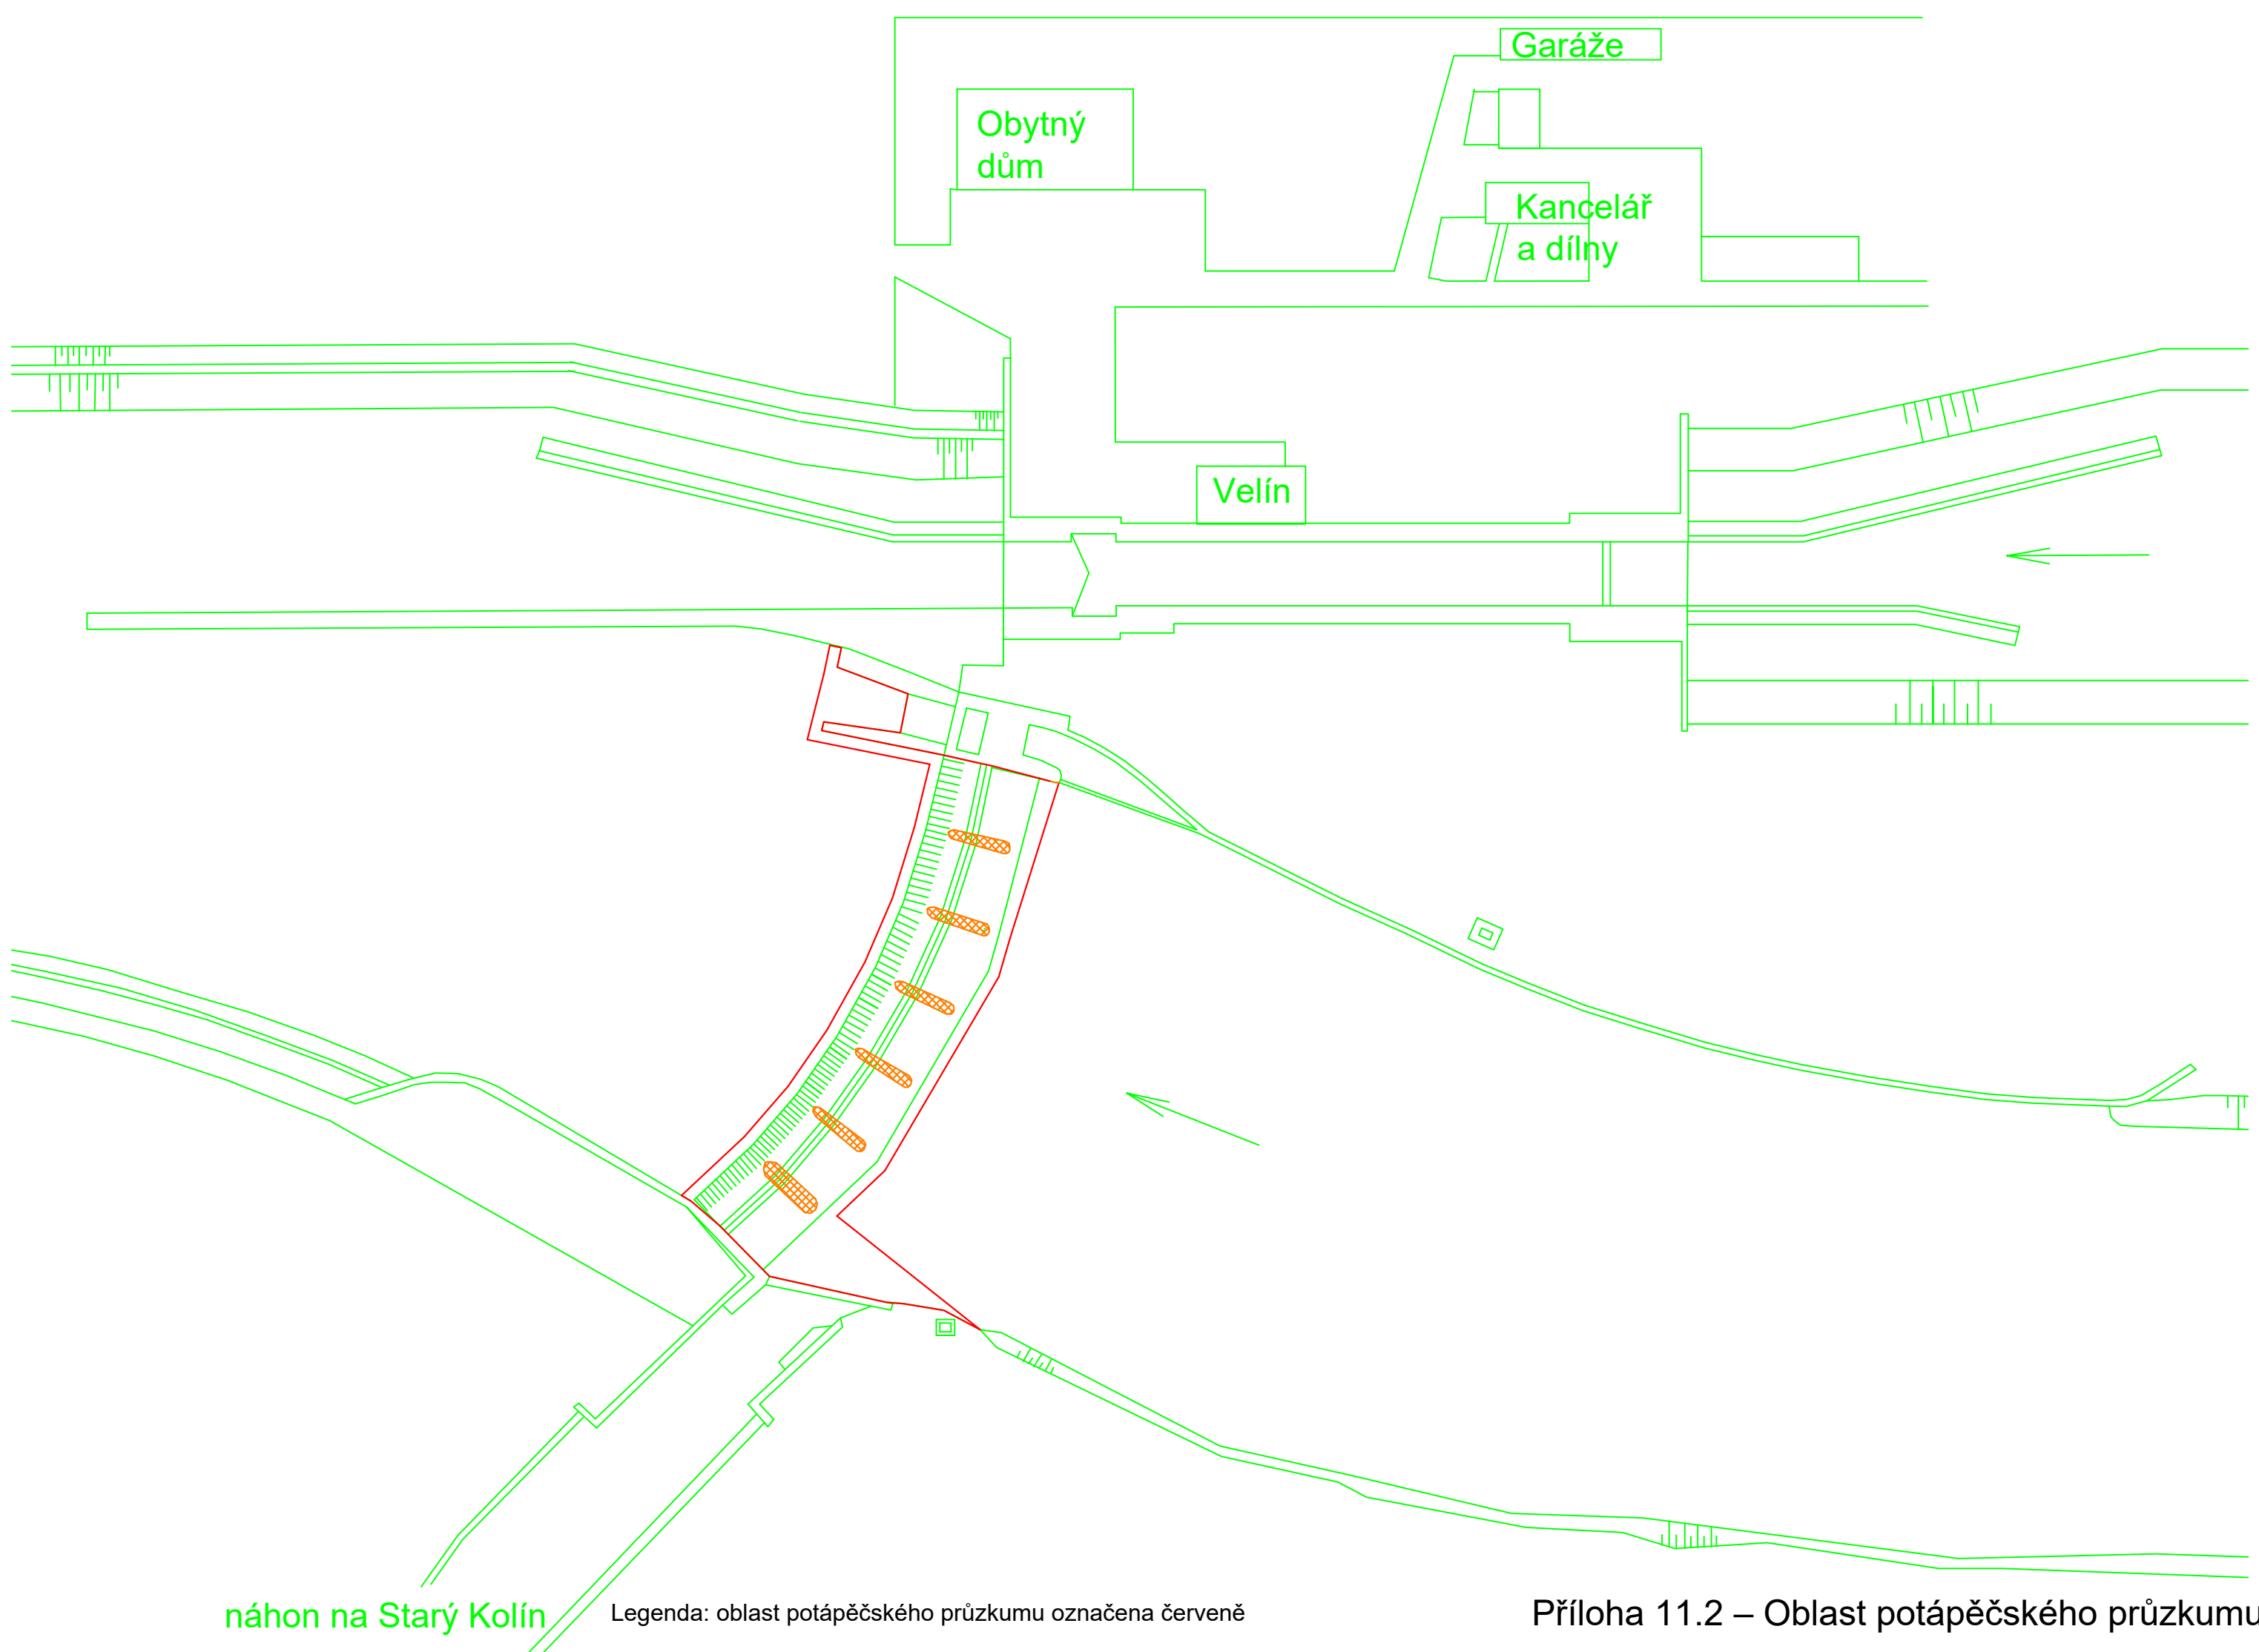 Garáže
Obytný
dům
Kancelář
a dílny
Velín
náhon na Starý Kolín
Legenda: oblast potápěčského průzkumu označena červeně
Příloha 11.2 – Oblast potápěčského průzkumu